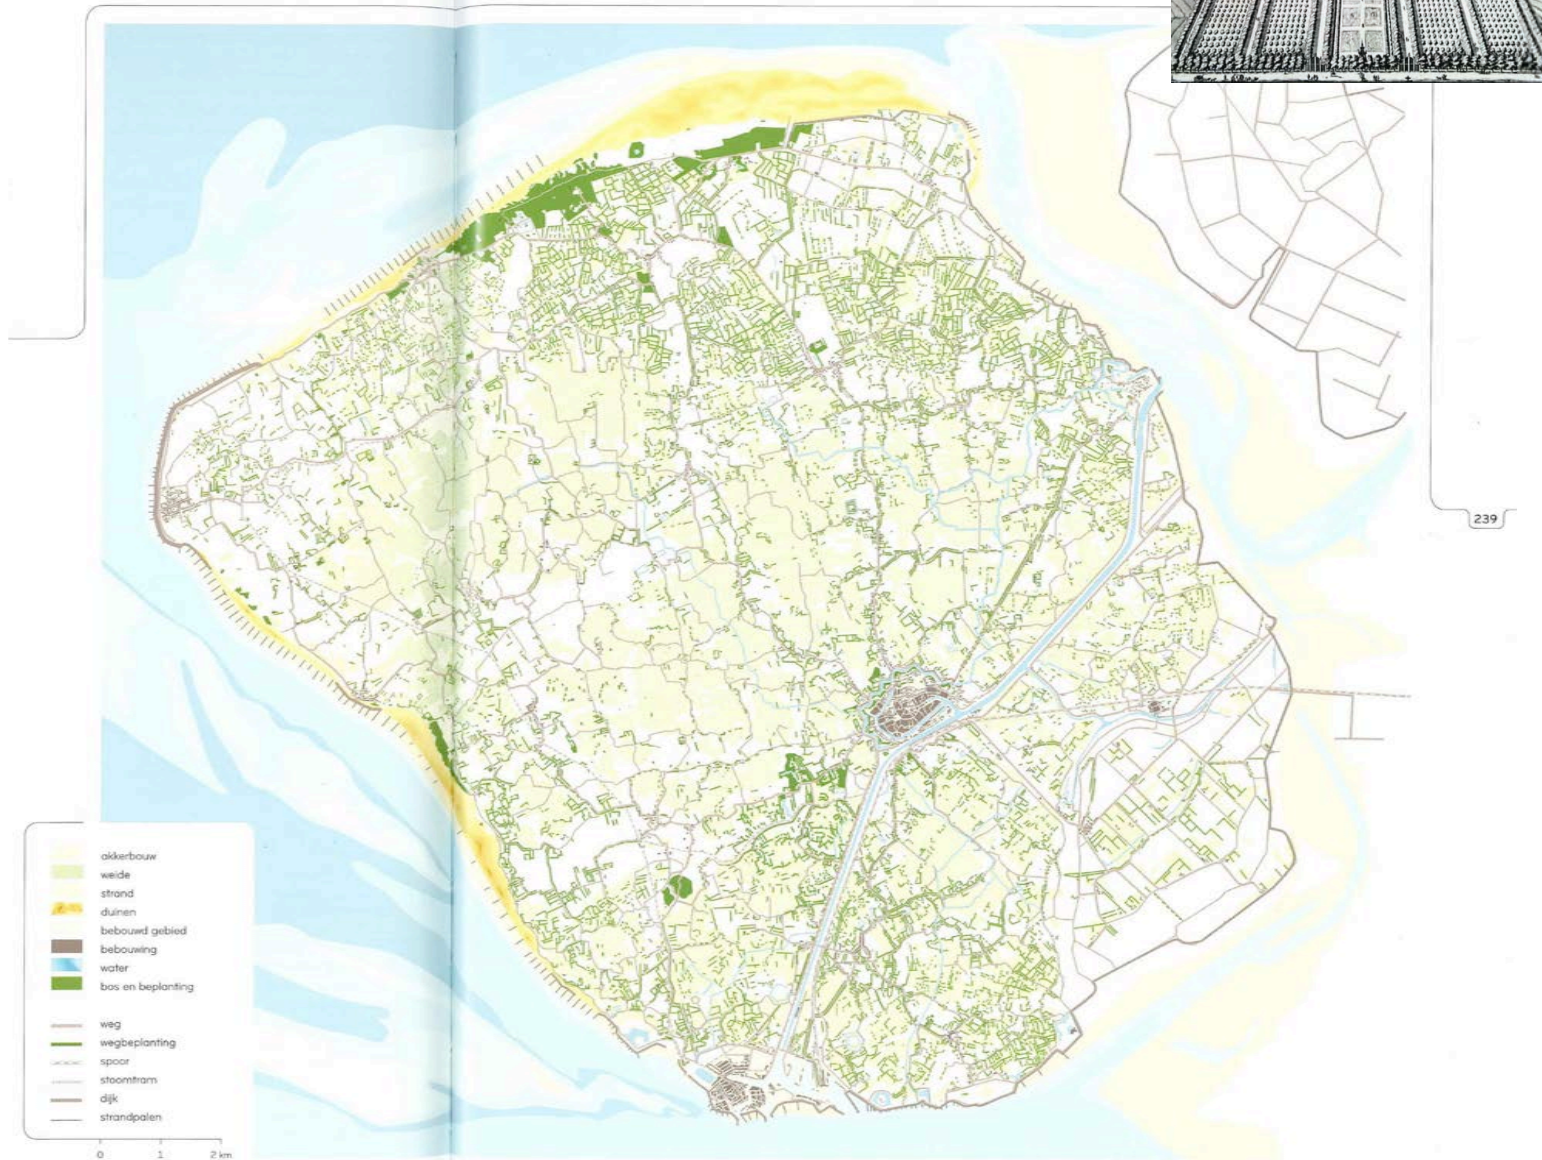 239
akkerbouw
weide
strand
duinen
bebouwd gebied
bebouwing
water
bos en beplanting
weg
wegbeplanting
spoor
stoomtram
dijk
strandpalen
0 1 2 km